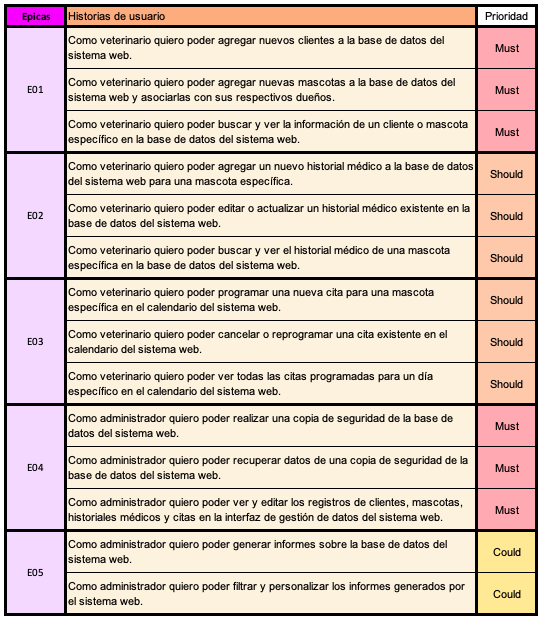 Epicas Historias de usuario Prioridad
Como veterinario quiero poder agregar nuevos clientes a la base de datos del
sistema web.
Must
E01
Como veterinario quiero poder agregar nuevas mascotas a la base de datos del
sistema web y asociarlas con sus respectivos dueños.
Must
Como veterinario quiero poder buscar y ver la información de un cliente o mascota
específico en la base de datos del sistema web.
Must
Como veterinario quiero poder agregar un nuevo historial médico a la base de datos
del sistema web para una mascota específica.
Should
E02
Como veterinario quiero poder editar o actualizar un historial médico existente en la
base de datos del sistema web.
Should
Como veterinario quiero poder buscar y ver el historial médico de una mascota
específica en la base de datos del sistema web.
Should
Como veterinario quiero poder programar una nueva cita para una mascota
específica en el calendario del sistema web.
Should
E03
Como veterinario quiero poder cancelar o reprogramar una cita existente en el
calendario del sistema web.
Should
Como veterinario quiero poder ver todas las citas programadas para un día
específico en el calendario del sistema web.
Should
Como administrador quiero poder realizar una copia de seguridad de la base de
datos del sistema web.
Must
E04
Como administrador quiero poder recuperar datos de una copia de seguridad de la
base de datos del sistema web.
Must
Como administrador quiero poder ver y editar los registros de clientes, mascotas,
historiales médicos y citas en la interfaz de gestión de datos del sistema web.
Must
E05
Como administrador quiero poder generar informes sobre la base de datos del
sistema web.
Could
Como administrador quiero poder filtrar y personalizar los informes generados por
el sistema web.
Could